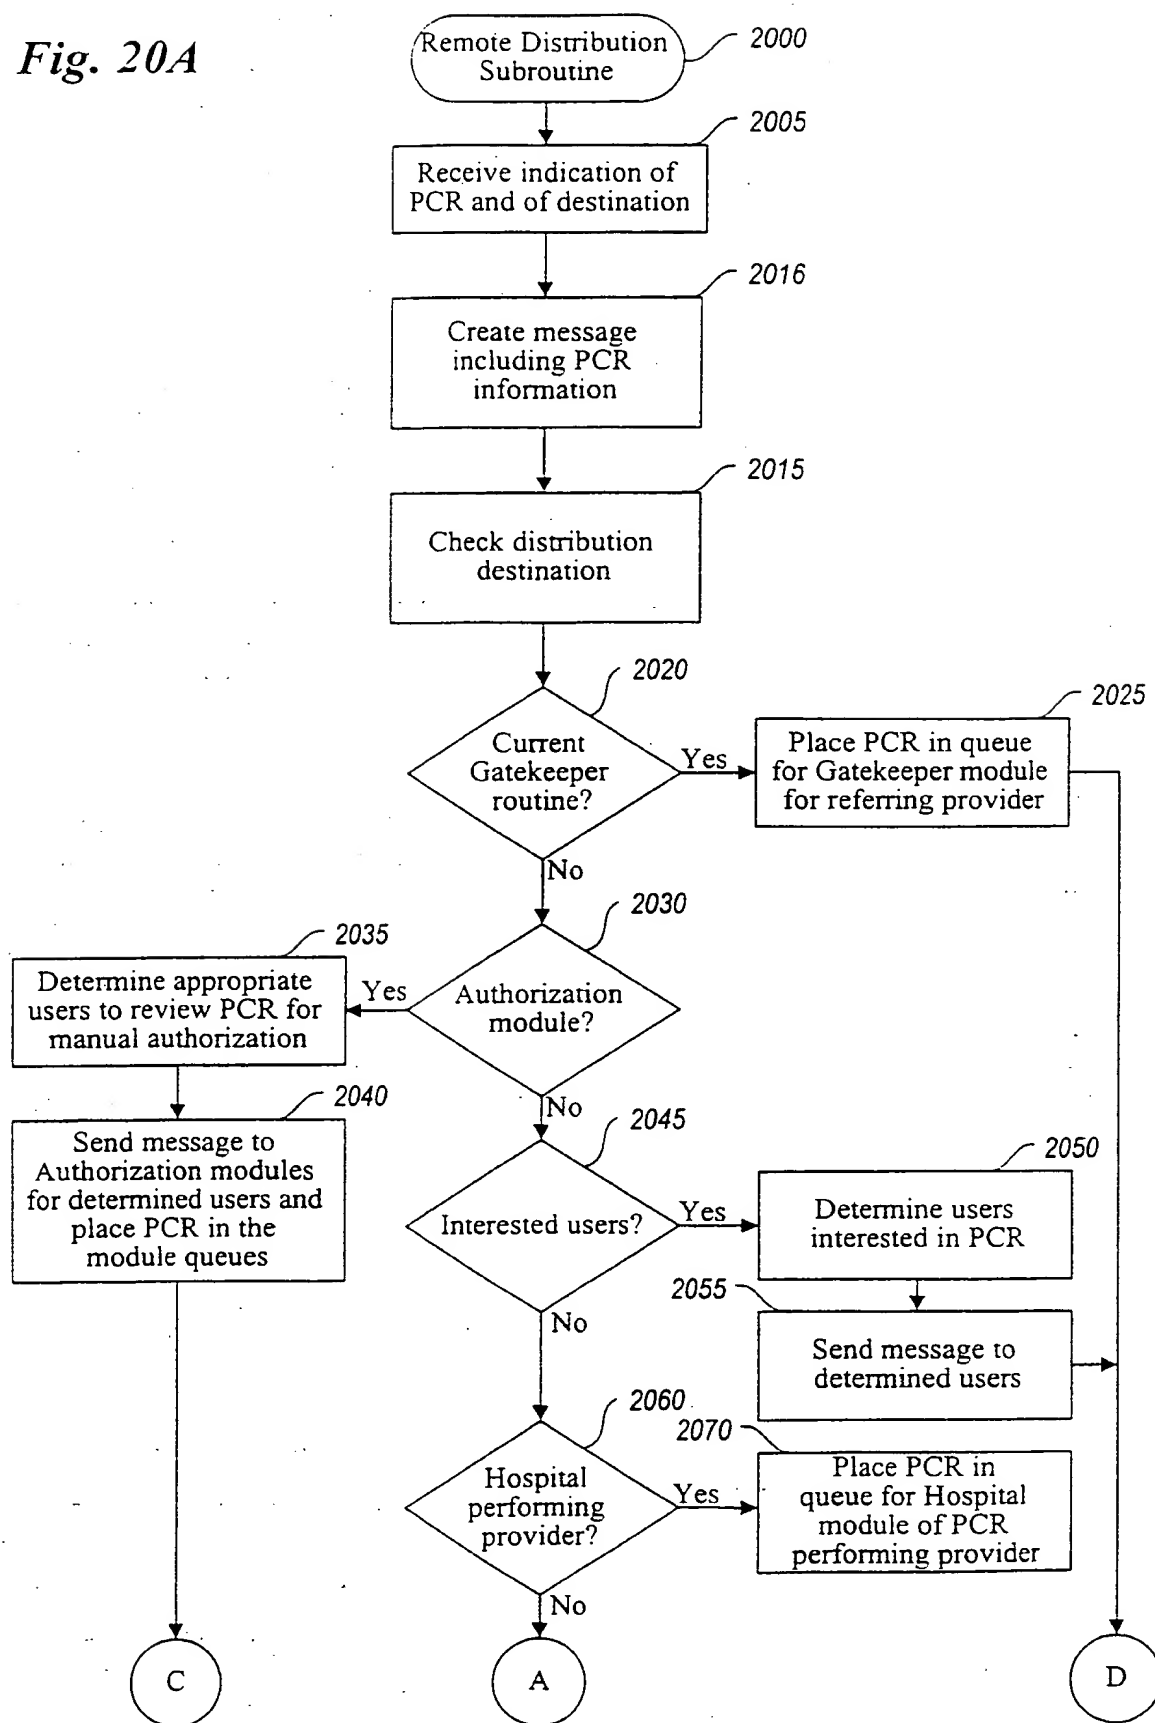 Fig. 20A
Remote Distribution
Subroutine
2000
2005
Receive indication of
PCR and of destination
2016
Create message
including PCR
information
2015
Check distribution
destination
2020
Current
Gatekeeper
routine?
Yes
2025
Place PCR in queue
for Gatekeeper module
for referring provider
No
2030
Authorization
module?
Yes
2035
Determine appropriate
users to review PCR for
manual authorization
2040
Send message to
Authorization modules
for determined users and
place PCR in the
module queues
No
2045
Interested users?
Yes
2050
Determine users
interested in PCR
2055
Send message to
determined users
No
2060
Hospital
performing
provider?
Yes
2070
Place PCR in
queue for Hospital
module of PCR
performing provider
No
C
A
D